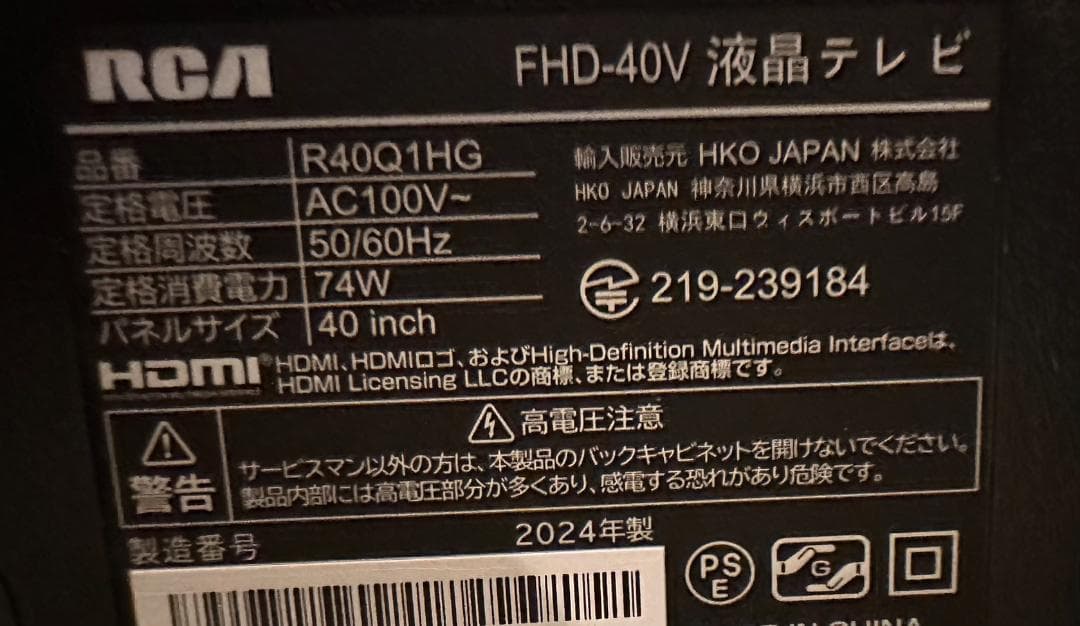 RCA
FHD-40V 液晶テレビ
品番 R40Q1HG
定格電圧 AC100V~
定格周波数 50/60Hz
定格消費電力 74W
パネルサイズ 40 inch
輸入販売元 HKO JAPAN 株式会社
HKO JAPAN 神奈川県横浜市西区高島
2-6-32 横浜東口ウィスポートビル15F
219-239184
HDMI® HDMI、HDMIロゴ、およびHigh-Definition Multimedia Interfaceは、
HDMI Licensing LLCの商標、または登録商標です。
警告
高電圧注意
サービスマン以外の方は、本製品のバックキャビネットを開けないでください。
製品内部には高電圧部分が多くあり、感電する恐れがあり危険です。
製造番号
2024年製
PS
E
G
IN CHINA